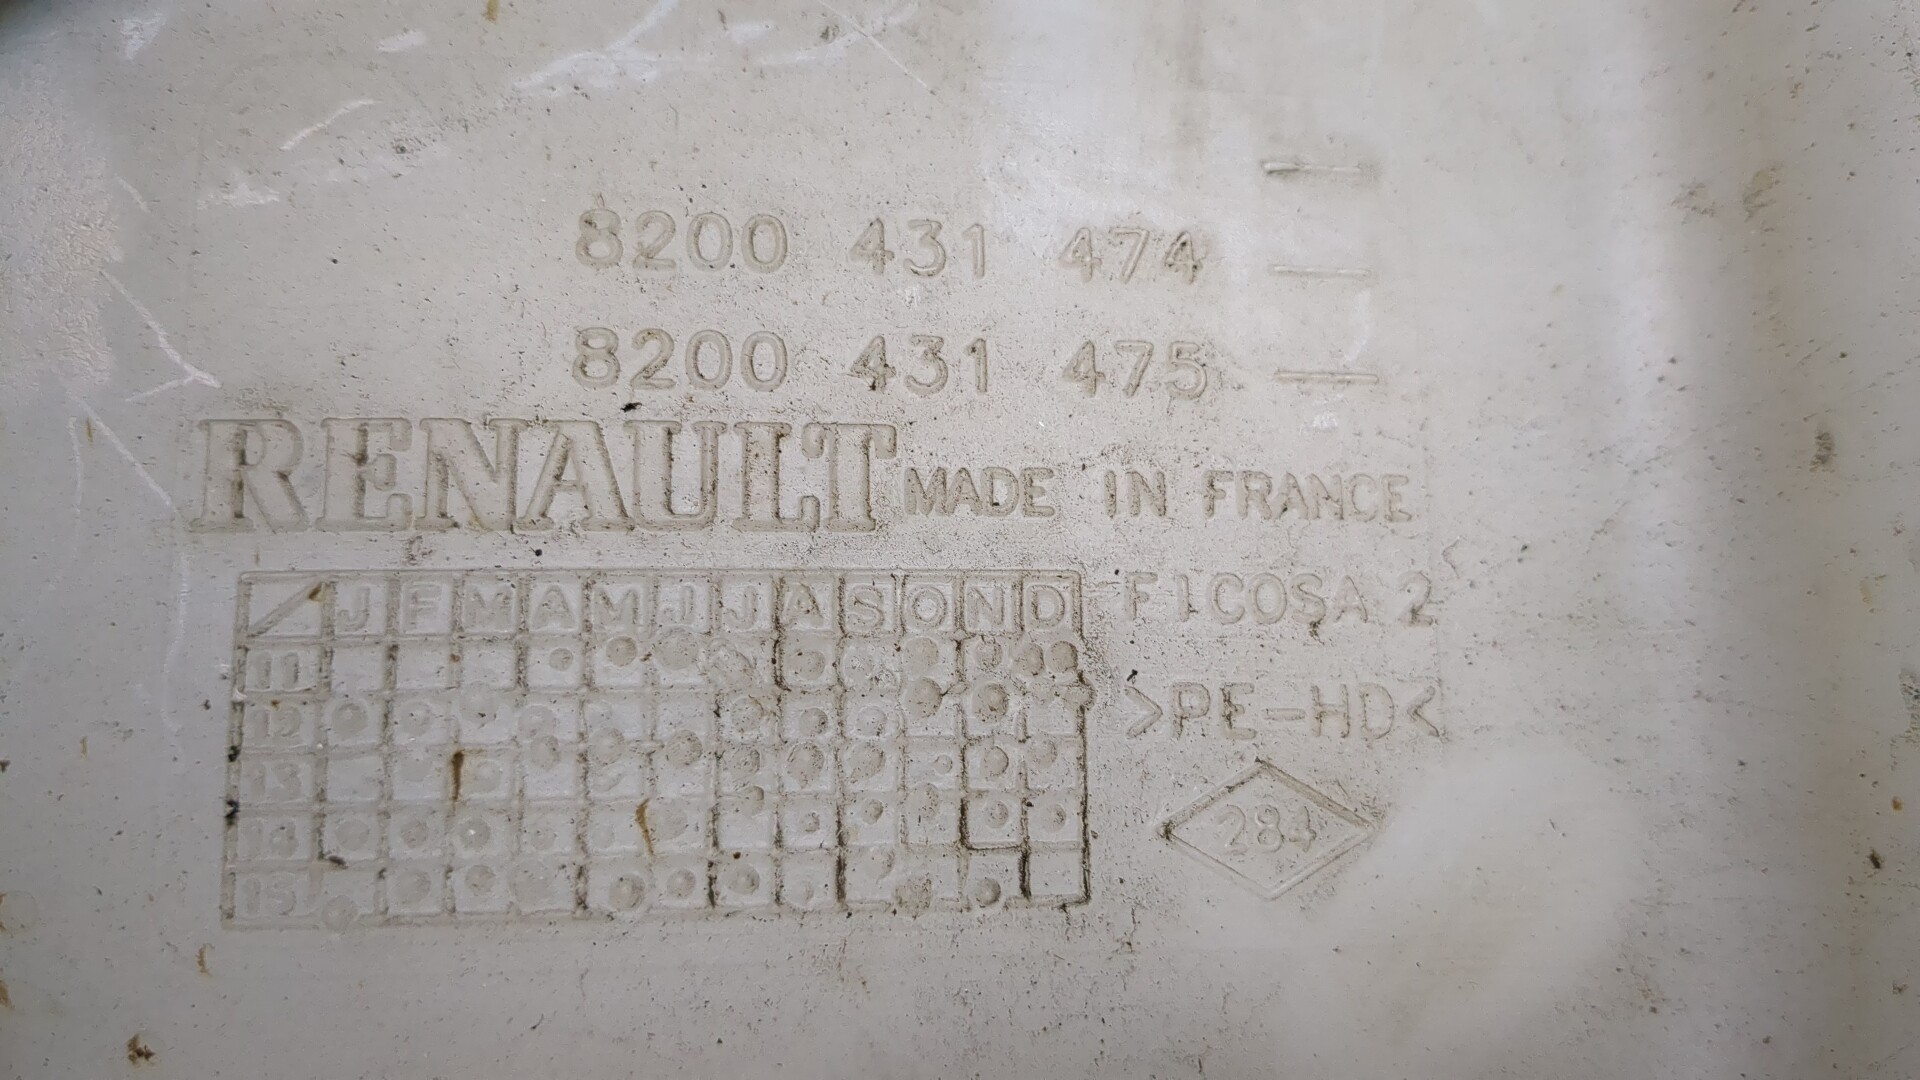 8200 431 474 —
8200 431 475 —
RENAULT MADE IN FRANCE
J F M A M J J A S O N D
FICOSA 2
11
12
>PE-HD<
13
14
284
15